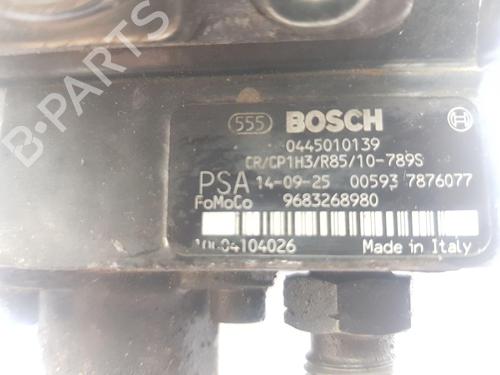 B-PARTS
555 BOSCH
0445010139
CR/CP1H3/R85/10-789S
PSA 14-09-25 00593 7876077
FoMoCo 9683268980
04104026 Made in Italy